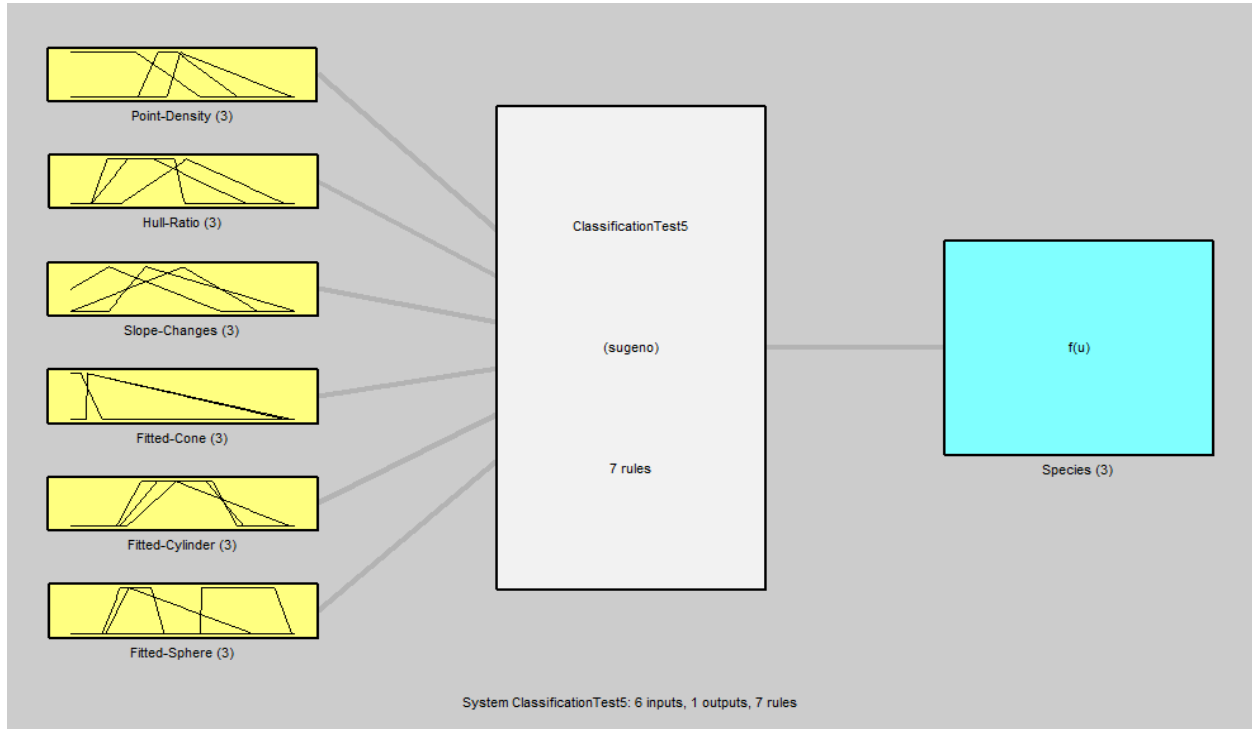 Point-Density (3)
Hull-Ratio (3)
Slope-Changes (3)
Fitted-Cone (3)
Fitted-Cylinder (3)
Fitted-Sphere (3)
ClassificationTest5
(sugeno)
7 rules
f(u)
Species (3)
System ClassificationTest5: 6 inputs, 1 outputs, 7 rules